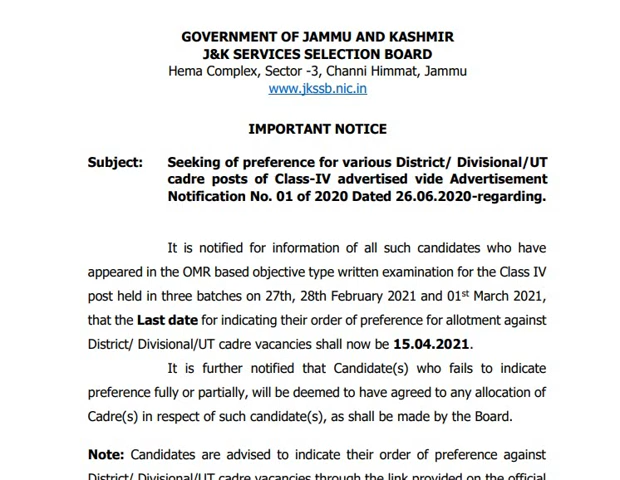 GOVERNMENT OF JAMMU AND KASHMIR
J&K SERVICES SELECTION BOARD
Hema Complex, Sector -3, Channi Himmat, Jammu
www.jkssb.nic.in
IMPORTANT NOTICE
Subject: Seeking of preference for various District/ Divisional/UT
cadre posts of Class-IV advertised vide Advertisement
Notification No. 01 of 2020 Dated 26.06.2020-regarding.
It is notified for information of all such candidates who have
appeared in the OMR based objective type written examination for the Class IV
post held in three batches on 27th, 28th February 2021 and 01st March 2021,
that the Last date for indicating their order of preference for allotment against
District/ Divisional/UT cadre vacancies shall now be 15.04.2021.
It is further notified that Candidate(s) who fails to indicate
preference fully or partially, will be deemed to have agreed to any allocation of
Cadre(s) in respect of such candidate(s), as shall be made by the Board.
Note: Candidates are advised to indicate their order of preference against
District/ Divisional/UT cadre vacancies through the link provided on the official